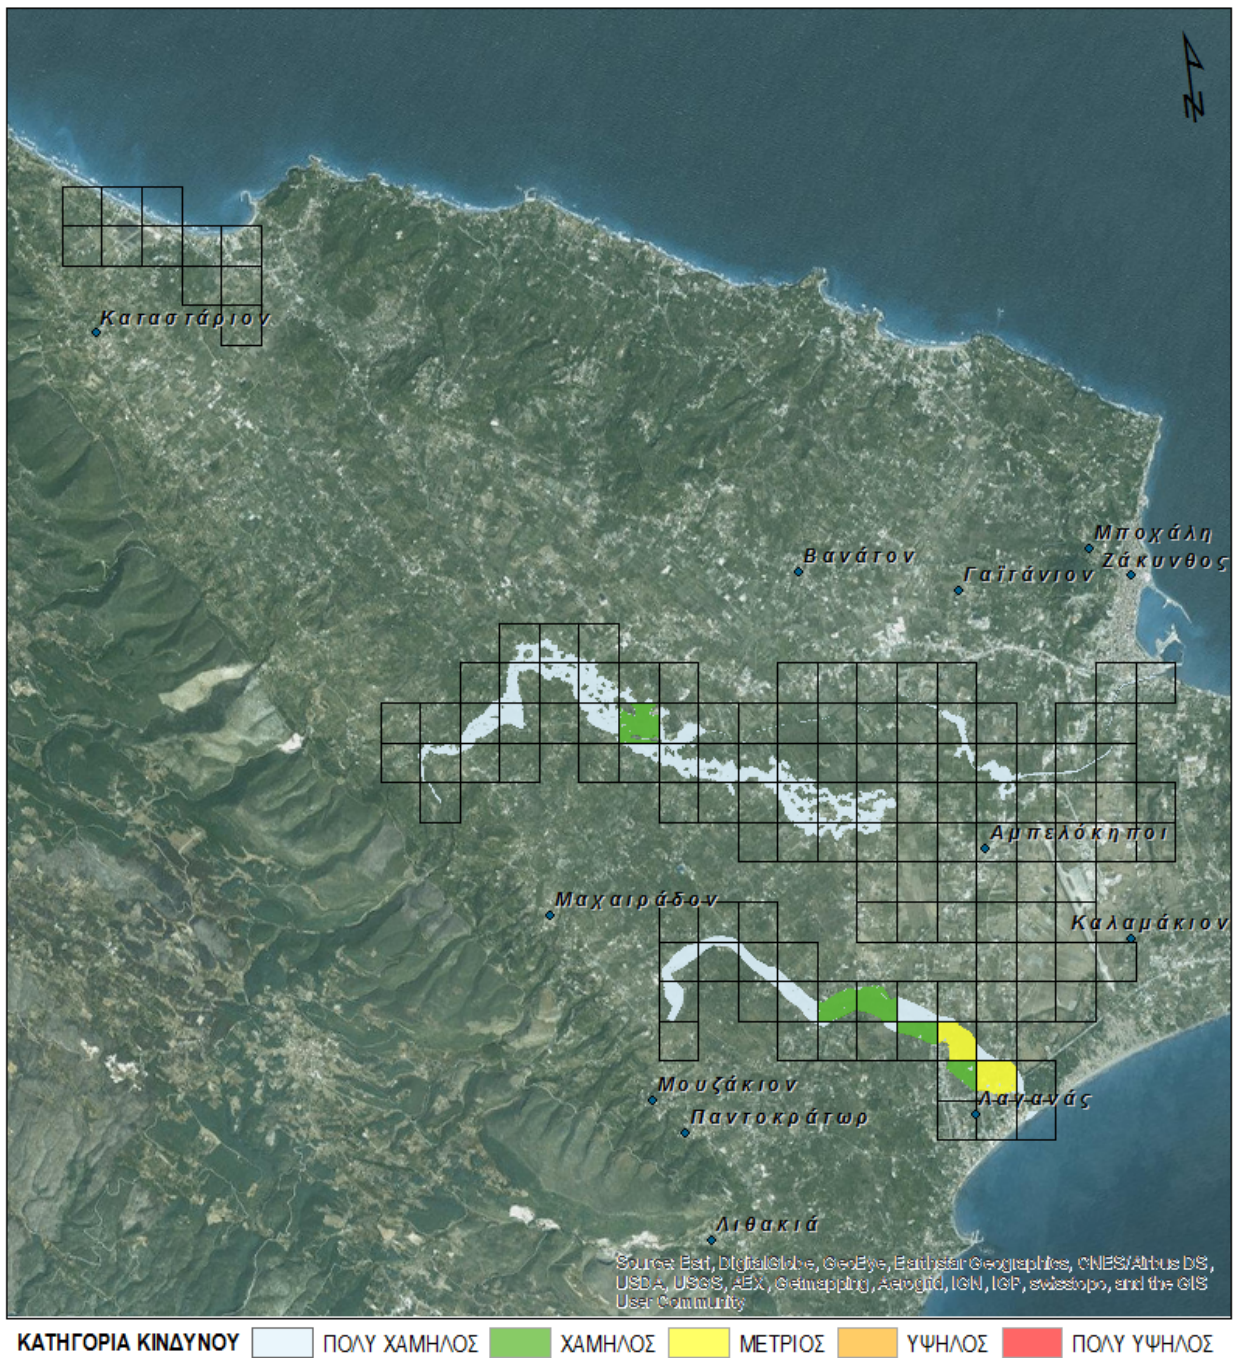 N
Καταστάριον
Μποχάλη
Βανάτον
Ζάκυνθος
Γαϊτάνιον
Αμπελόκηποι
Μαχαιράδον
Καλαμάκιον
Μουζάκιον
Λαγανάς
Παντοκράτωρ
Λιθακιά
Source: Esri, DigitalGlobe, GeoEye, Earthstar Geographics, CNES/Airbus DS,
USDA, USGS, AEX, Getmapping, Aerogrid, IGN, IGP, swisstopo, and the GIS
User Community
ΚΑΤΗΓΟΡΙΑ ΚΙΝΔΥΝΟΥ ΠΟΛΥ ΧΑΜΗΛΟΣ ΧΑΜΗΛΟΣ ΜΕΤΡΙΟΣ ΥΨΗΛΟΣ ΠΟΛΥ ΥΨΗΛΟΣ